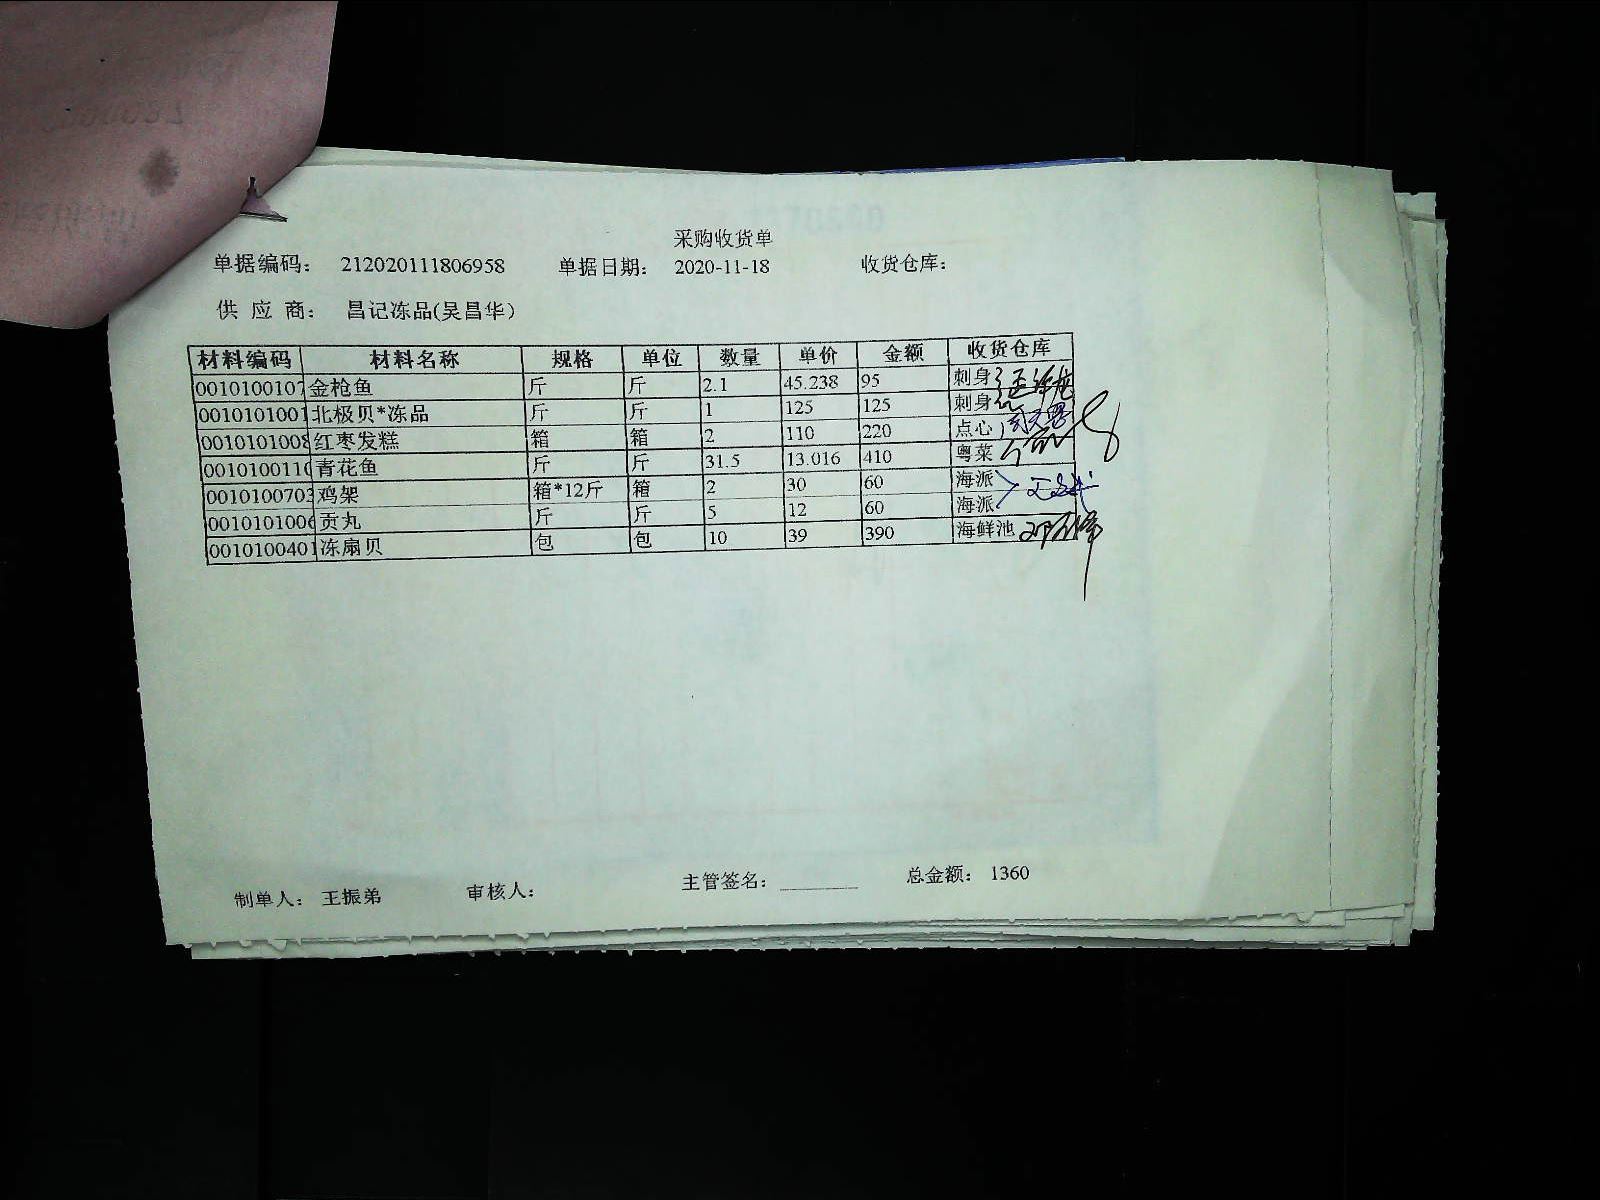 采购收货单
单据编码： 212020111806958 单据日期： 2020-11-18 收货仓库：
供 应 商： 昌记冻品(吴昌华)
材料编码 材料名称 规格 单位 数量 单价 金额 收货仓库
0010100107 金枪鱼 斤 斤 2.1 45.238 95 刺身
0010101001 北极贝*冻品 斤 斤 1 125 125 刺身
0010101008 红枣发糕 箱 箱 2 110 220 点心
001010011 青花鱼 斤 斤 31.5 13.016 410 粤菜
0010100703 鸡架 箱*12斤 箱 2 30 60 海派
0010101006 贡丸 斤 斤 5 12 60 海派
0010100401 冻扇贝 包 包 10 39 390 海鲜池
制单人： 王振弟 审核人： 主管签名： 总金额： 1360